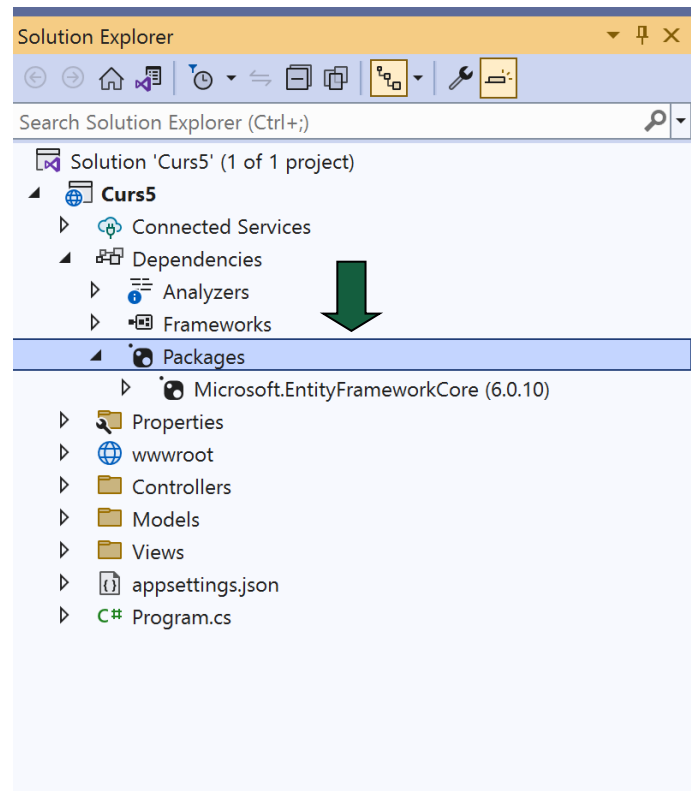 Solution Explorer
Search Solution Explorer (Ctrl+;)
Solution 'Curs5' (1 of 1 project)
Curs5
Connected Services
Dependencies
Analyzers
Frameworks
Packages
Microsoft.EntityFrameworkCore (6.0.10)
Properties
wwwroot
Controllers
Models
Views
appsettings.json
C# Program.cs